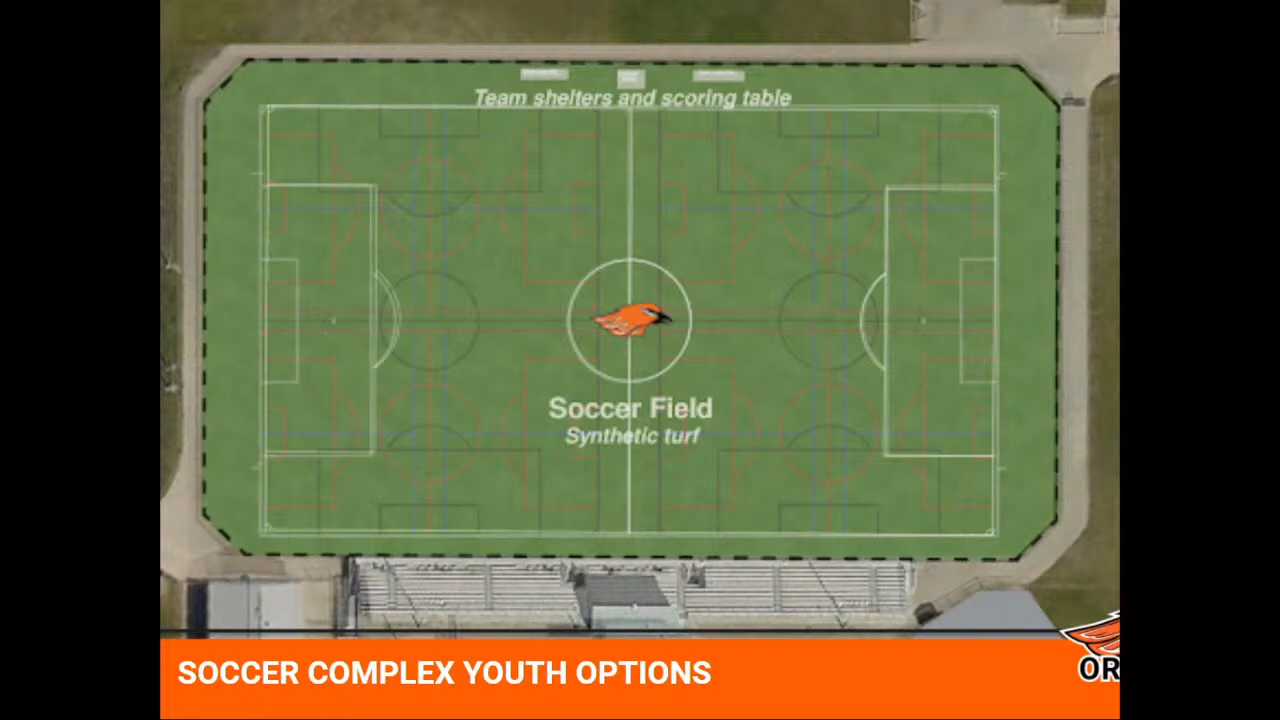 Team shelters and scoring table
Soccer Field
Synthetic turf
SOCCER COMPLEX YOUTH OPTIONS
OR